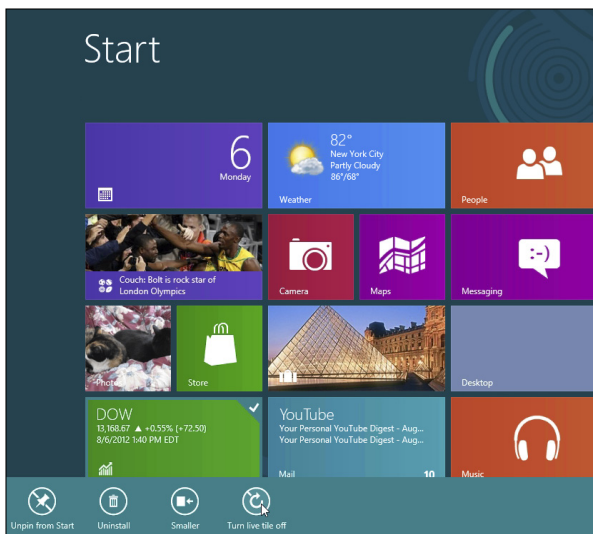 Start
6
Monday
82°
New York City
Partly Cloudy
86°/68°
Weather
People
Couch: Bolt is rock star of
London Olympics
Camera
Maps
:-)
Messaging
Photos
Store
Desktop
DOW
13,168.67 ▲ +0.55% (+72.50)
8/6/2012 1:40 PM EDT
YouTube
Your Personal YouTube Digest - Aug...
Your Personal YouTube Digest - Aug...
Mail
10
Music
Unpin from Start
Uninstall
Smaller
Turn live tile off